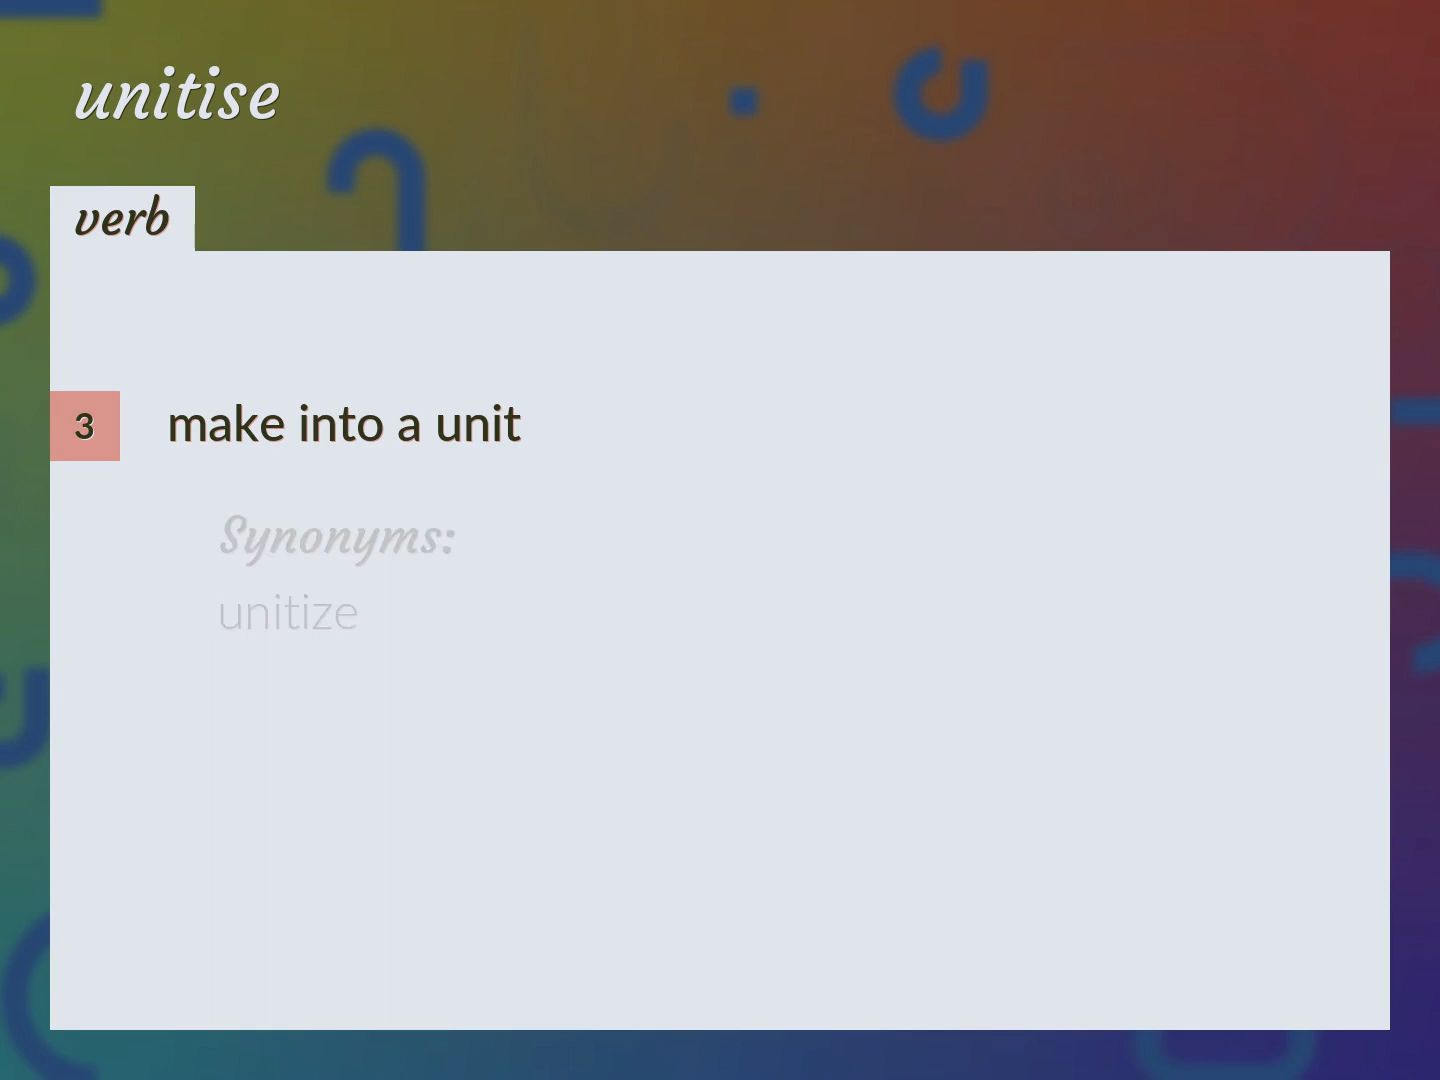 unitise
verb
3 make into a unit
Synonyms:
unitize